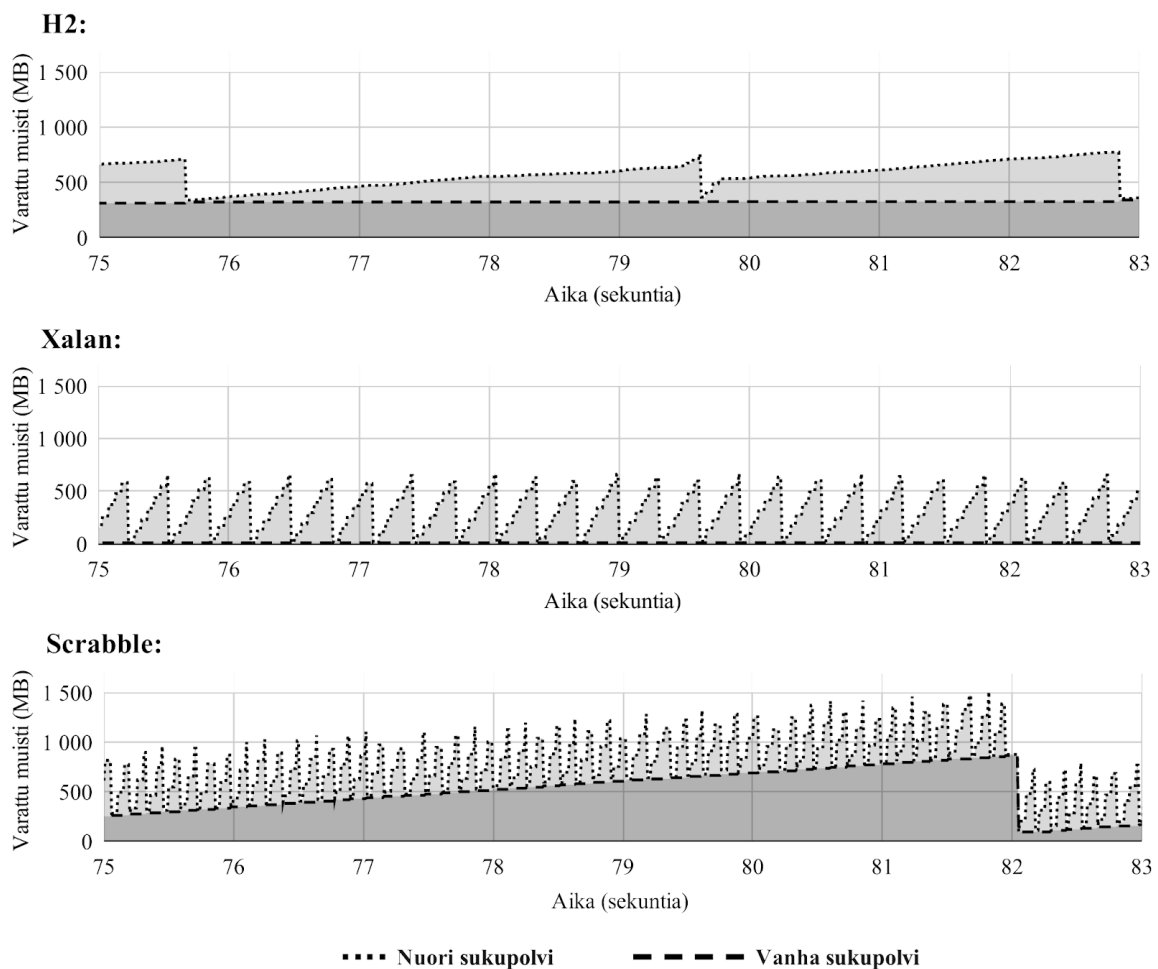 H2:
Varattu muisti (MB)
1 500
1 000
500
0
75 76 77 78 79 80 81 82 83
Aika (sekuntia)
Xalan:
Varattu muisti (MB)
1 500
1 000
500
0
75 76 77 78 79 80 81 82 83
Aika (sekuntia)
Scrabble:
Varattu muisti (MB)
1 500
1 000
500
0
75 76 77 78 79 80 81 82 83
Aika (sekuntia)
Nuori sukupolvi Vanha sukupolvi